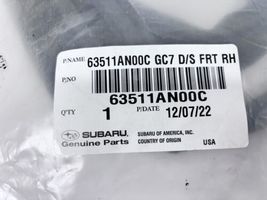 P/NAME 63511AN00C GC7 D/S FRT RH
P/NO
63511AN00C
Q'TY 1 P/DATE 12/07/22
SUBARU SUBARU OF AMERICA, INC.
Genuine Parts COUNTRY OF ORIGIN USA